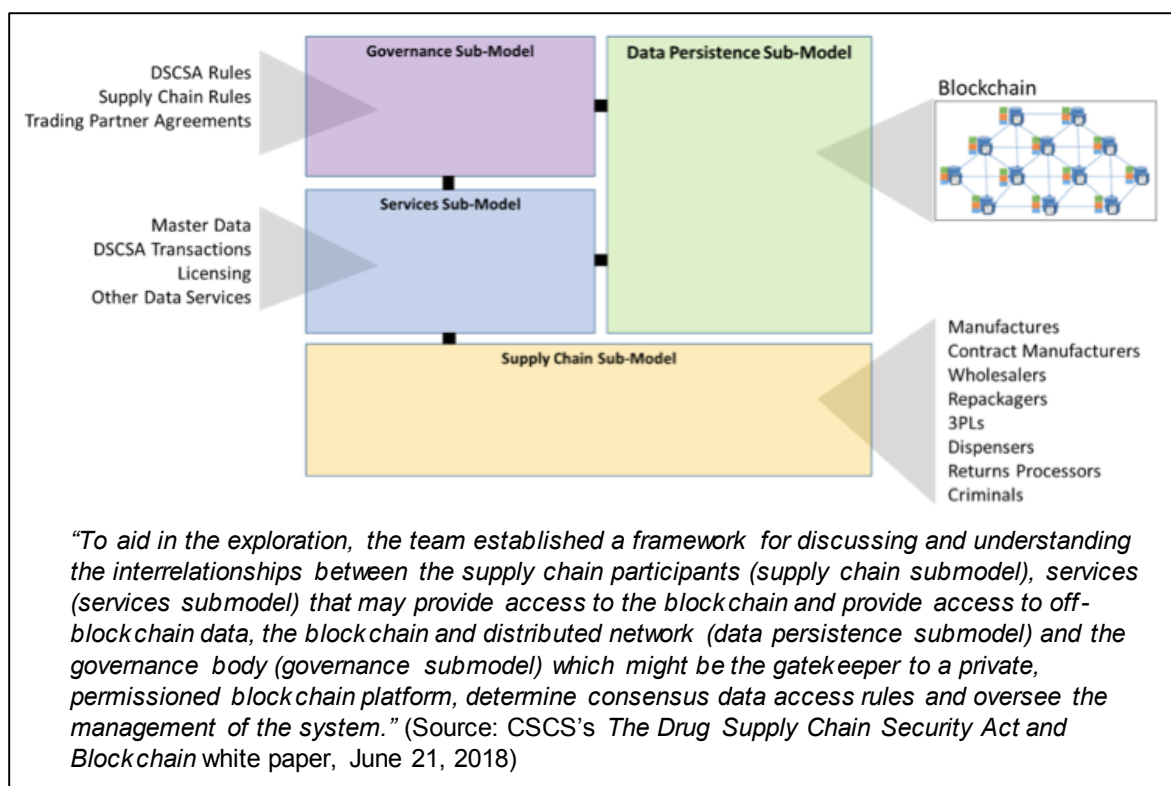 Governance Sub-Model
DSCSA Rules
Supply Chain Rules
Trading Partner Agreements
Data Persistence Sub-Model
Blockchain
Services Sub-Model
Master Data
DSCSA Transactions
Licensing
Other Data Services
Supply Chain Sub-Model
Manufactures
Contract Manufacturers
Wholesalers
Repackagers
3PLs
Dispensers
Returns Processors
Criminals
“To aid in the exploration, the team established a framework for discussing and understanding
the interrelationships between the supply chain participants (supply chain submodel), services
(services submodel) that may provide access to the blockchain and provide access to off-
blockchain data, the blockchain and distributed network (data persistence submodel) and the
governance body (governance submodel) which might be the gatekeeper to a private,
permissioned blockchain platform, determine consensus data access rules and oversee the
management of the system.” (Source: CSCS’s The Drug Supply Chain Security Act and
Blockchain white paper, June 21, 2018)